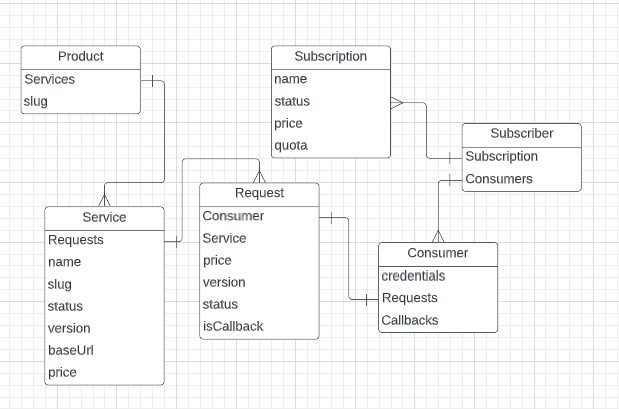 Product
Services
slug
Subscription
name
status
price
quota
Subscriber
Subscription
Consumers
Service
Requests
name
slug
status
version
baseUrl
price
Request
Consumer
Service
price
version
status
isCallback
Consumer
credentials
Requests
Callbacks